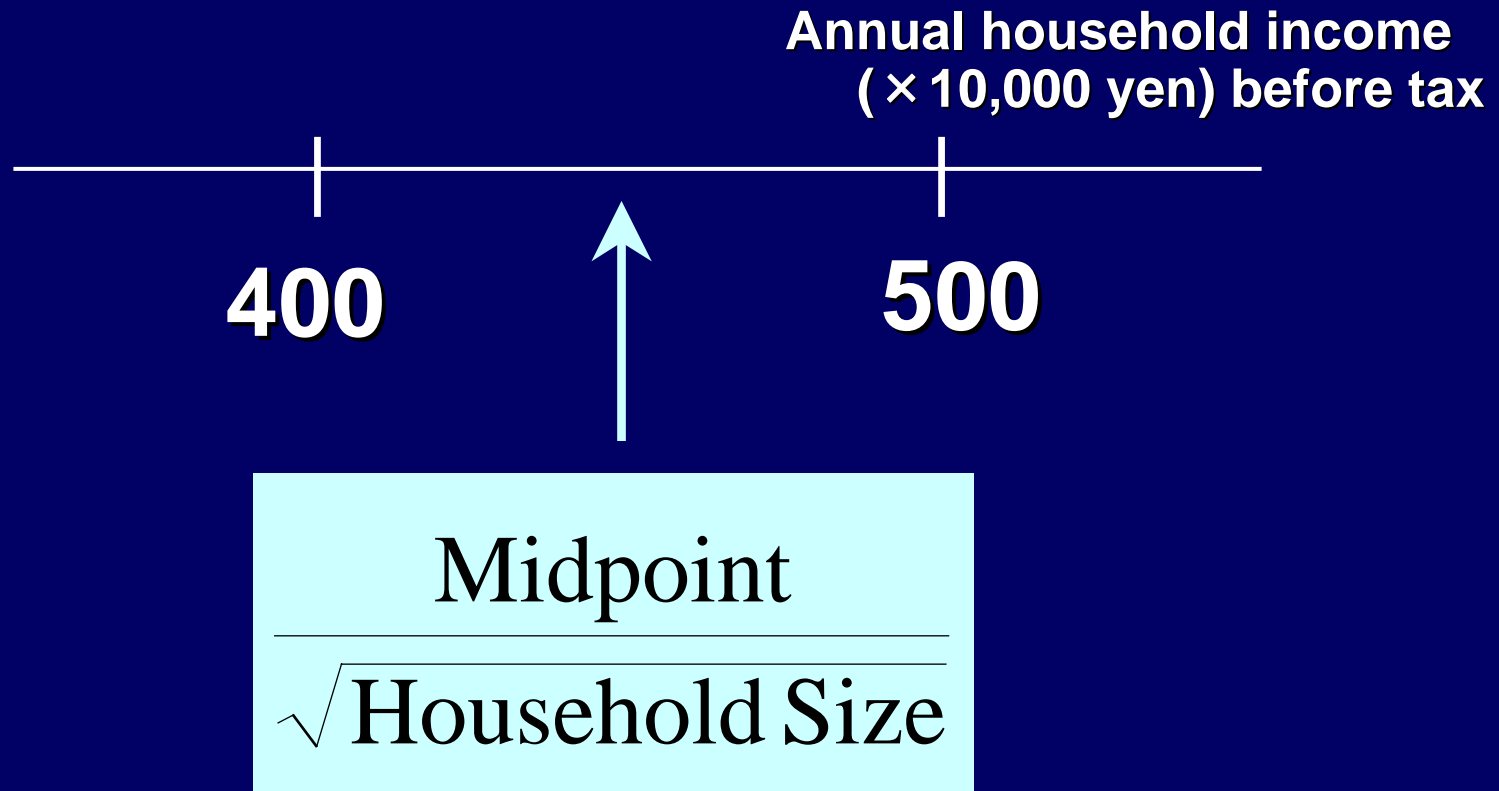 Annual household income
(×10,000 yen) before tax
400
500
Midpoint
√Household Size